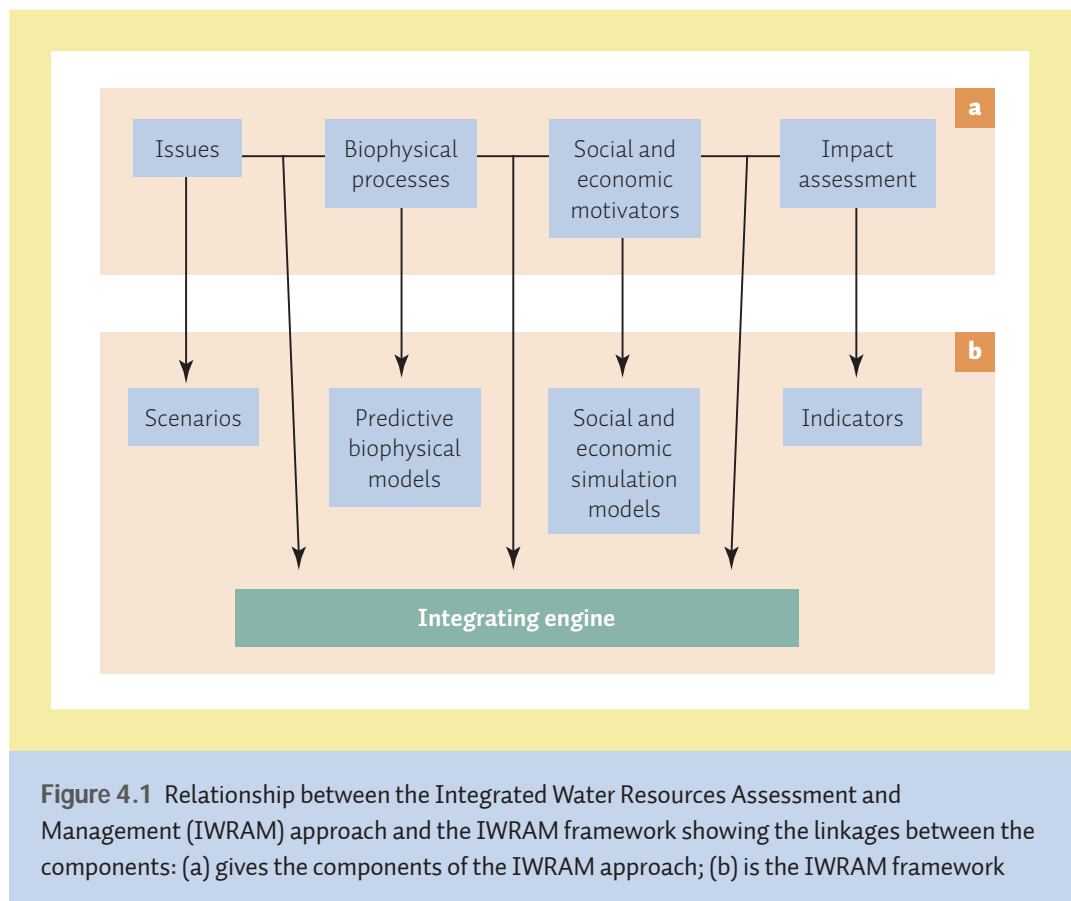 a
Issues
Biophysical
processes
Social and
economic
motivators
Impact
assessment
b
Scenarios
Predictive
biophysical
models
Social and
economic
simulation
models
Indicators
Integrating engine
Figure 4.1 Relationship between the Integrated Water Resources Assessment and
Management (IWRAM) approach and the IWRAM framework showing the linkages between the
components: (a) gives the components of the IWRAM approach; (b) is the IWRAM framework